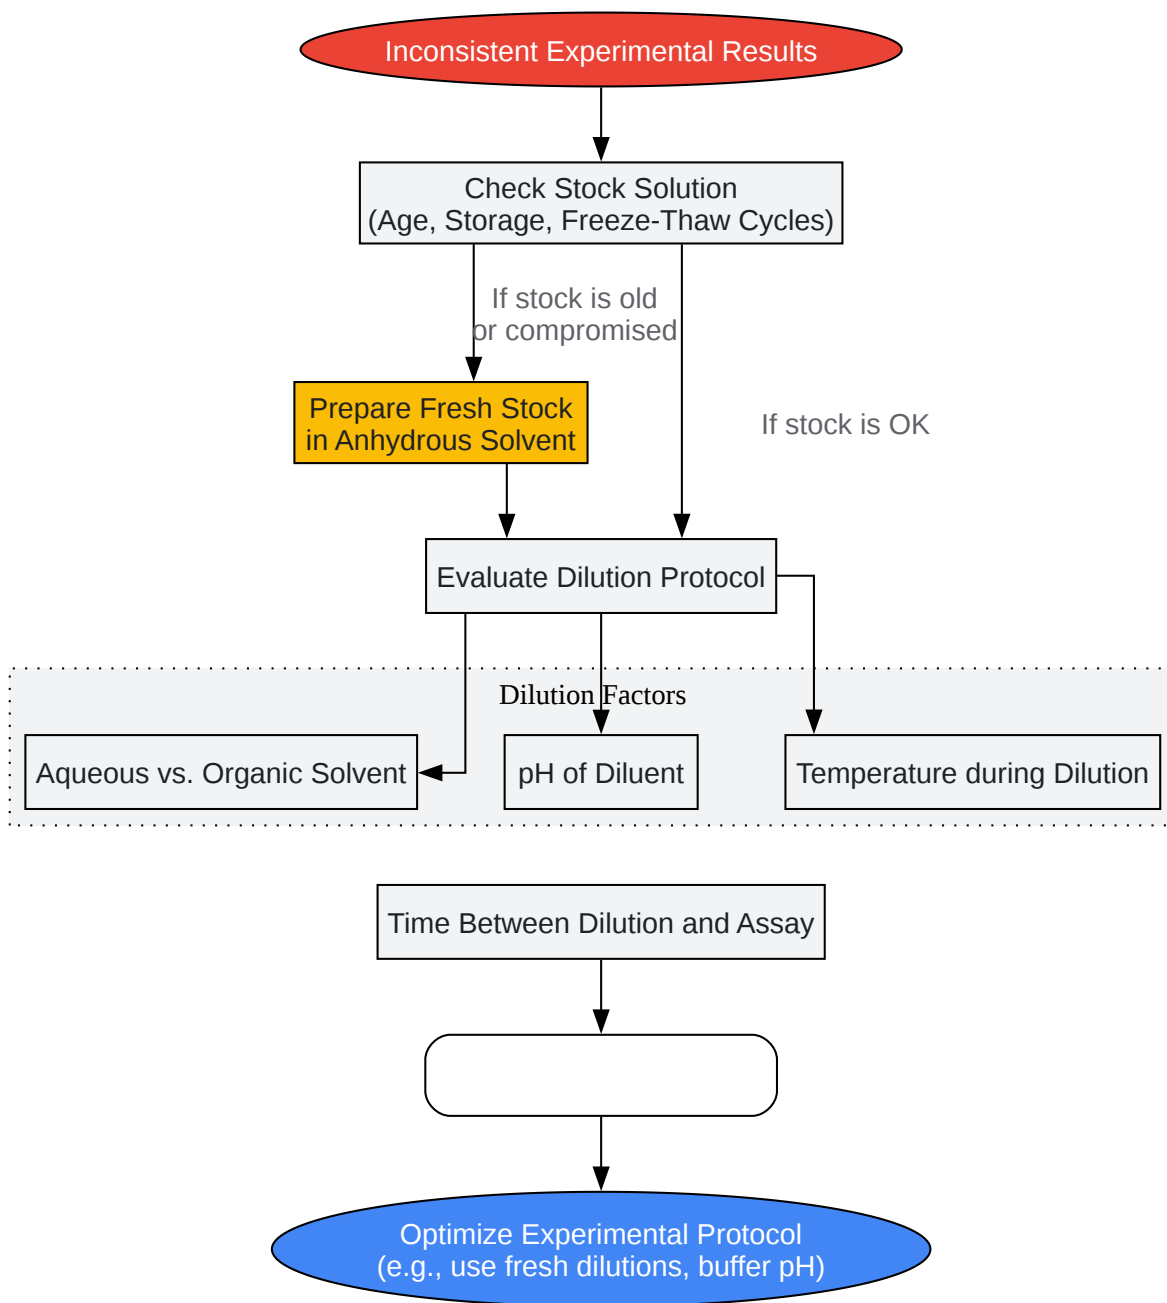 Inconsistent Experimental Results
Check Stock Solution
(Age, Storage, Freeze-Thaw Cycles)
If stock is old
or compromised
Prepare Fresh Stock
in Anhydrous Solvent
If stock is OK
Evaluate Dilution Protocol
Dilution Factors
Aqueous vs. Organic Solvent
pH of Diluent
Temperature during Dilution
Time Between Dilution and Assay
Optimize Experimental Protocol
(e.g., use fresh dilutions, buffer pH)